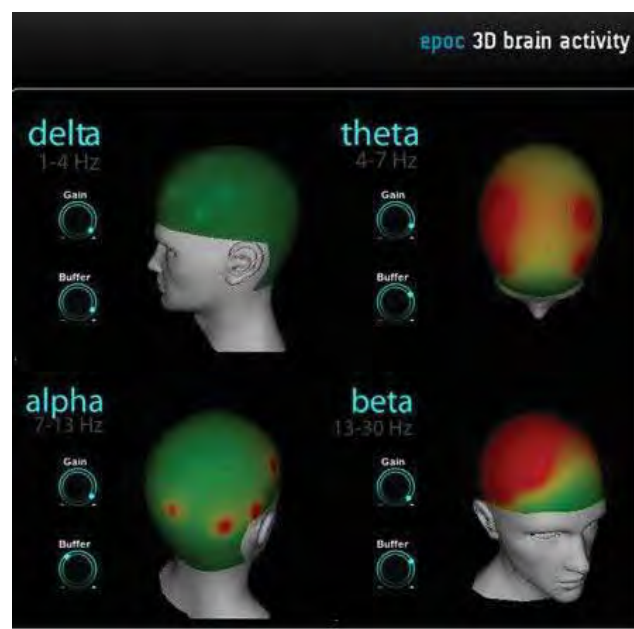 epoc 3D brain activity
delta
1-4 Hz
Gain
Buffer
theta
4-7 Hz
Gain
Buffer
alpha
7-13 Hz
Gain
Buffer
beta
13-30 Hz
Gain
Buffer